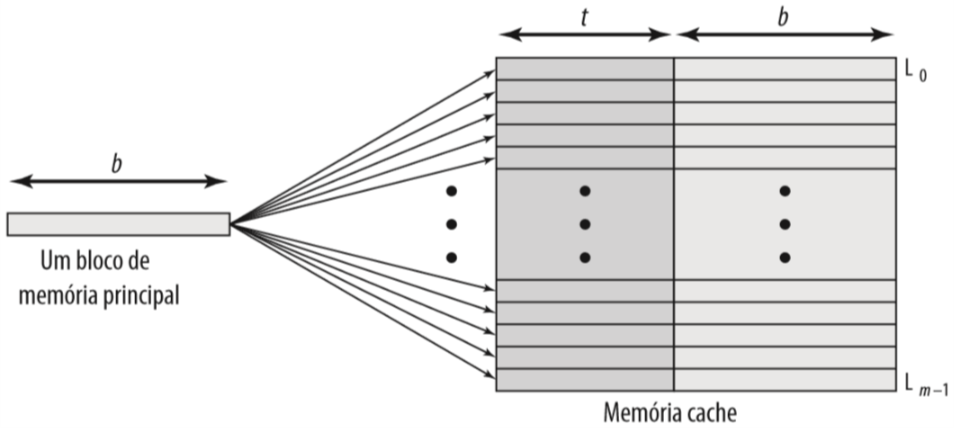 t
b
L 0
b
Um bloco de
memória principal
L m–1
Memória cache